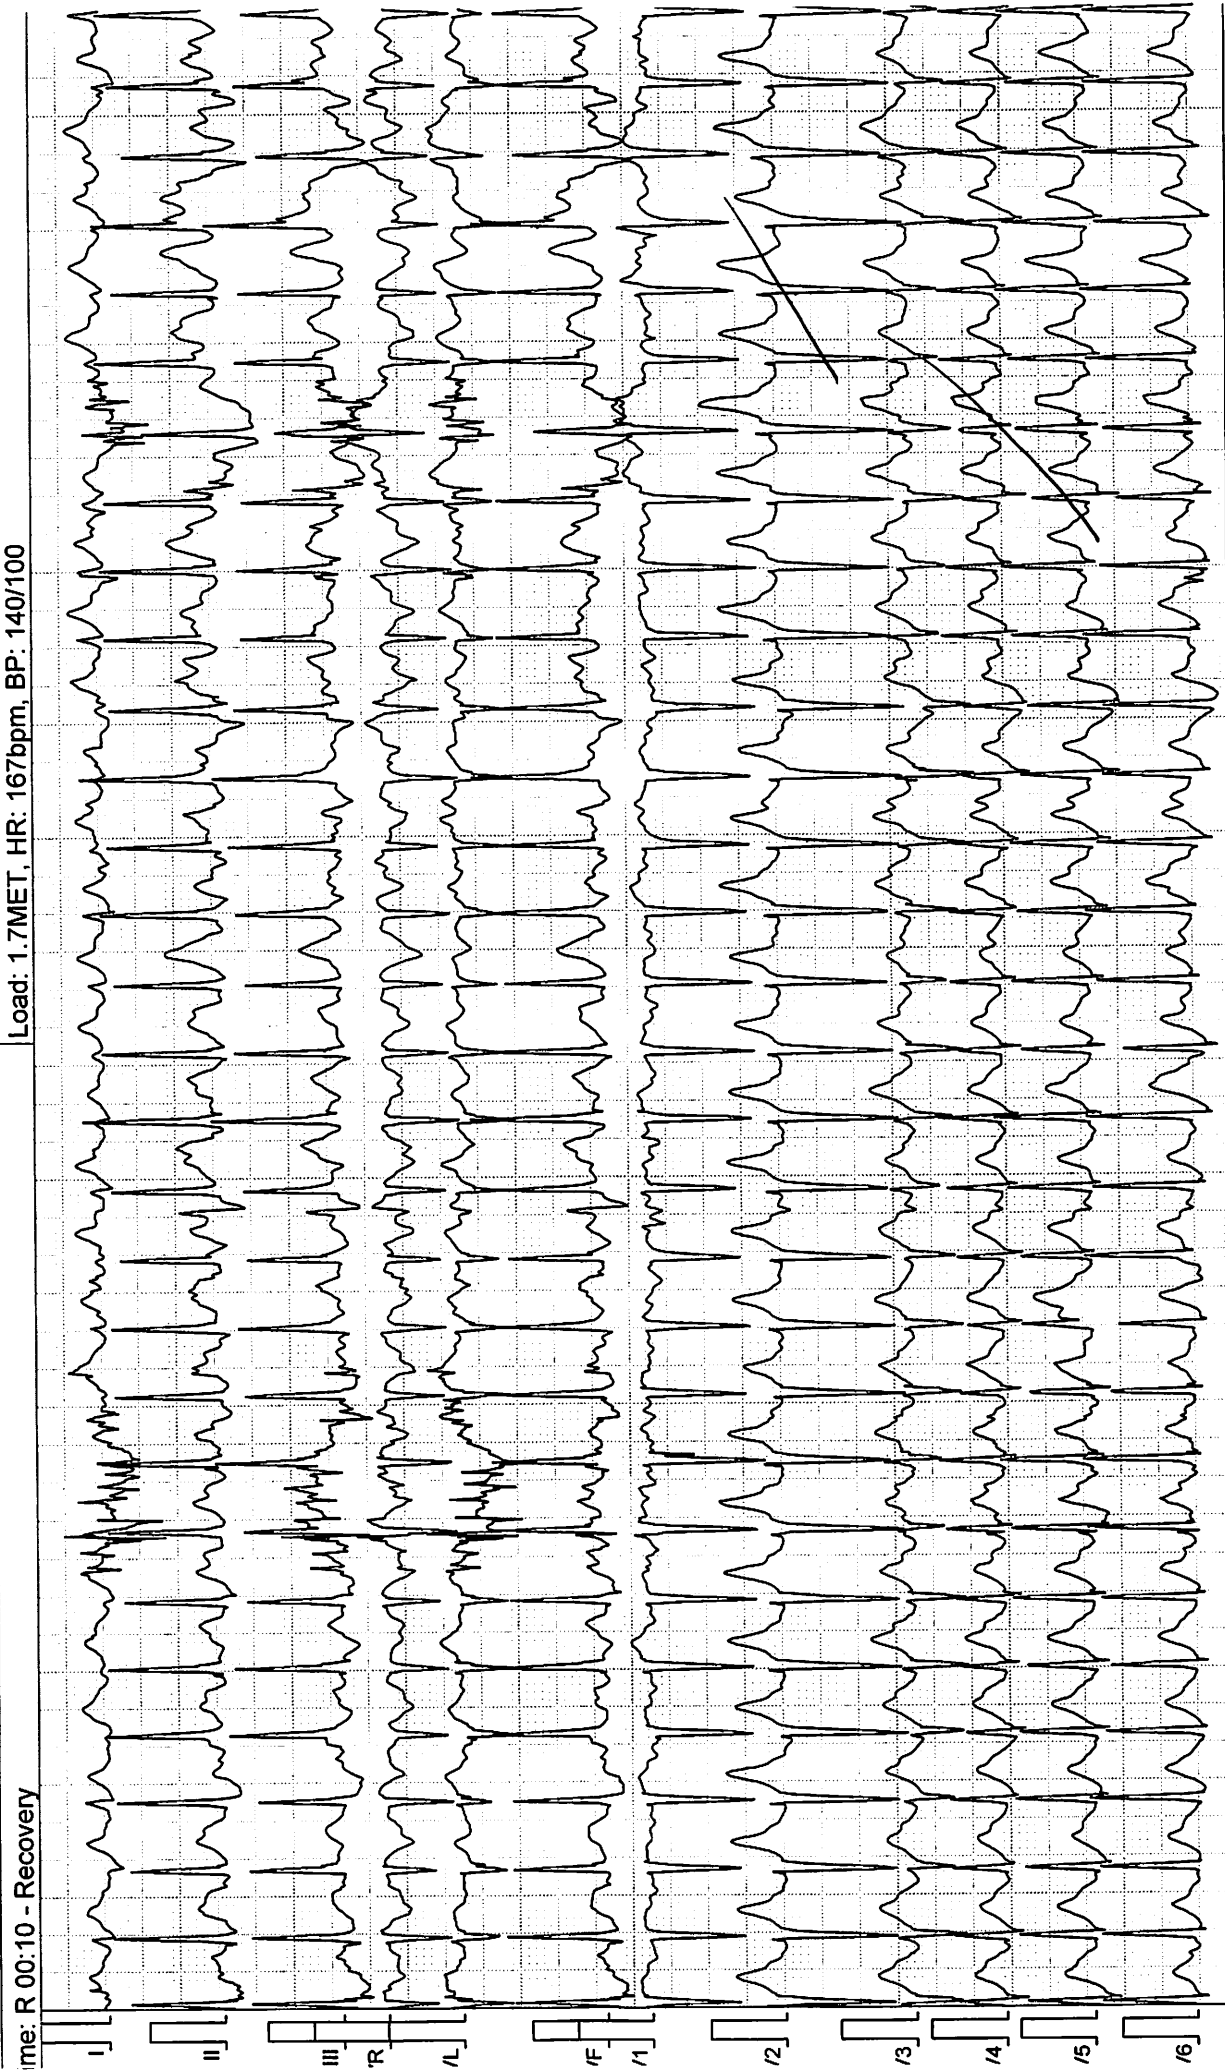 Load: 1.7MET, HR: 167bpm, BP: 140/100
ime: R 00:10 - Recovery
I
II
III
'R
/L
/F
/1
/2
/3
/4
/5
/6